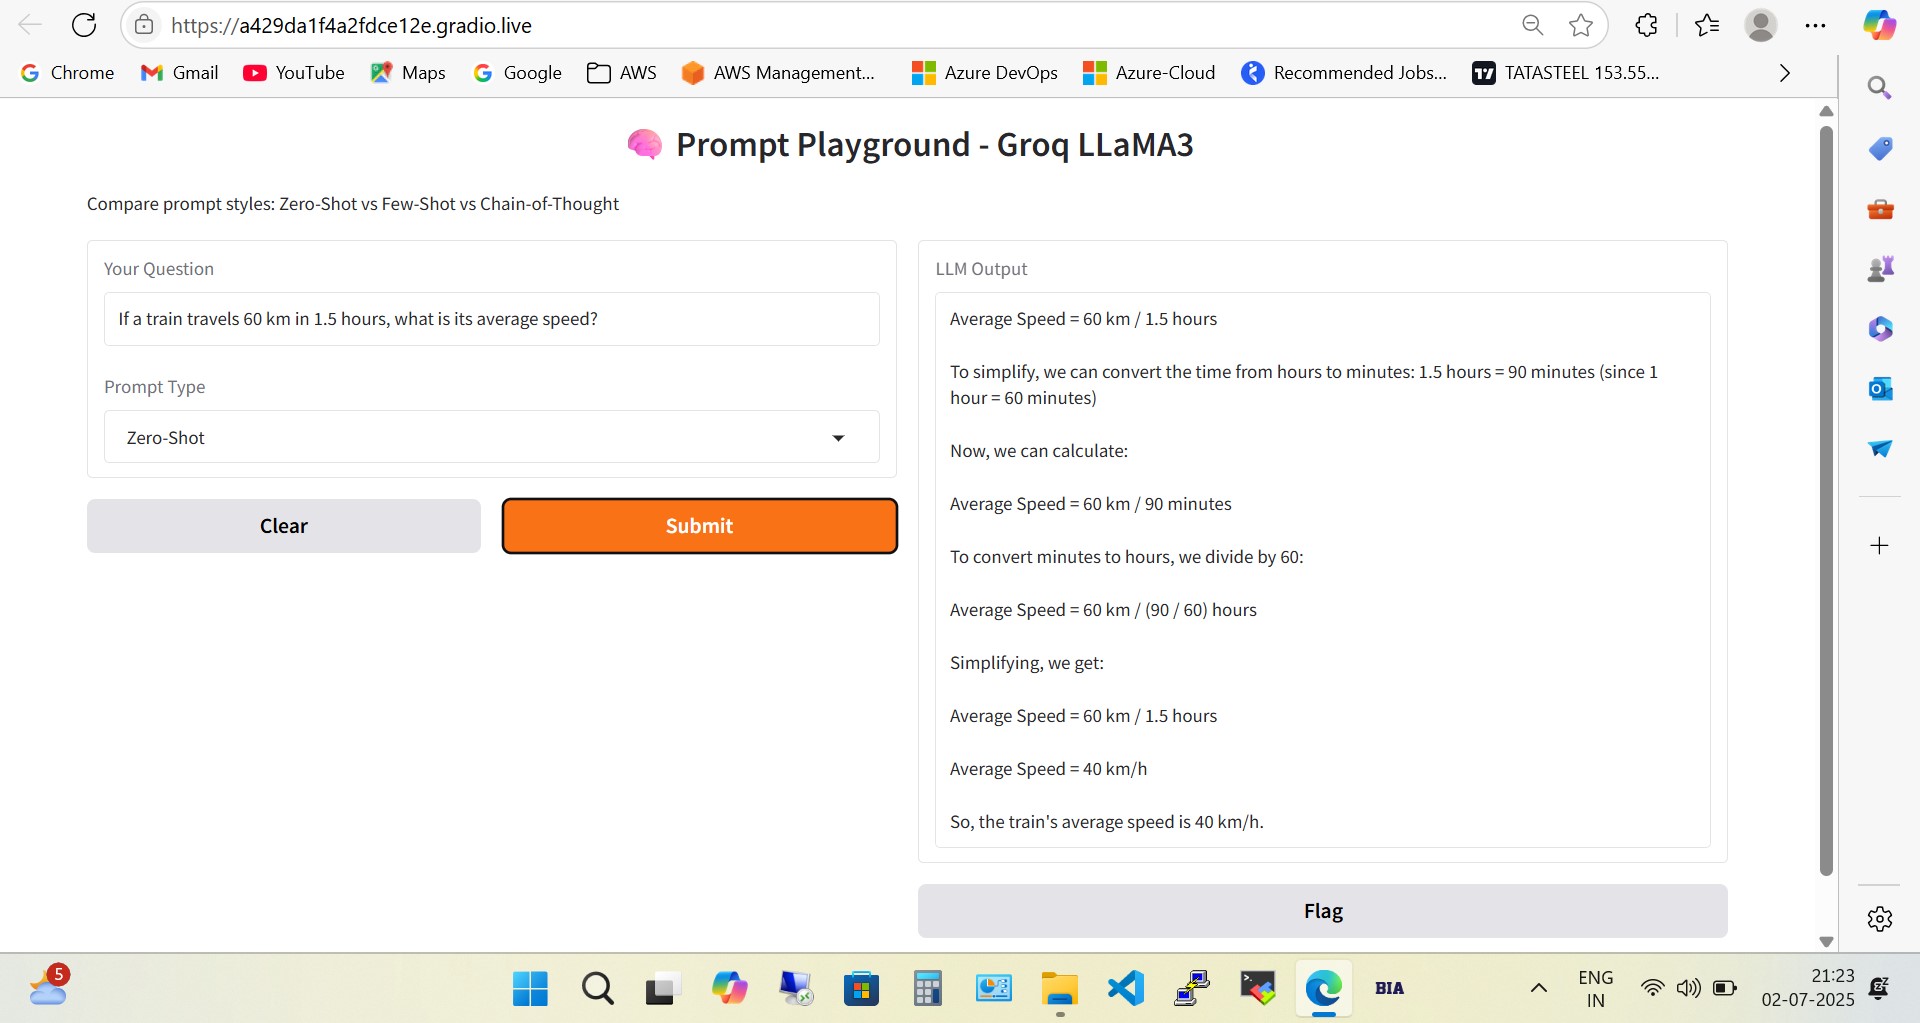 https://a429da1f4a2fdce12e.gradio.live
Chrome Gmail YouTube Maps Google AWS AWS Management... Azure DevOps Azure-Cloud Recommended Jobs... TATASTEEL 153.55...
Prompt Playground - Groq LLaMA3
Compare prompt styles: Zero-Shot vs Few-Shot vs Chain-of-Thought
Your Question
If a train travels 60 km in 1.5 hours, what is its average speed?
Prompt Type
Zero-Shot
Clear
Submit
LLM Output
Average Speed = 60 km / 1.5 hours
To simplify, we can convert the time from hours to minutes: 1.5 hours = 90 minutes (since 1
hour = 60 minutes)
Now, we can calculate:
Average Speed = 60 km / 90 minutes
To convert minutes to hours, we divide by 60:
Average Speed = 60 km / (90 / 60) hours
Simplifying, we get:
Average Speed = 60 km / 1.5 hours
Average Speed = 40 km/h
So, the train's average speed is 40 km/h.
Flag
5
BIA
ENG
IN
21:23
02-07-2025